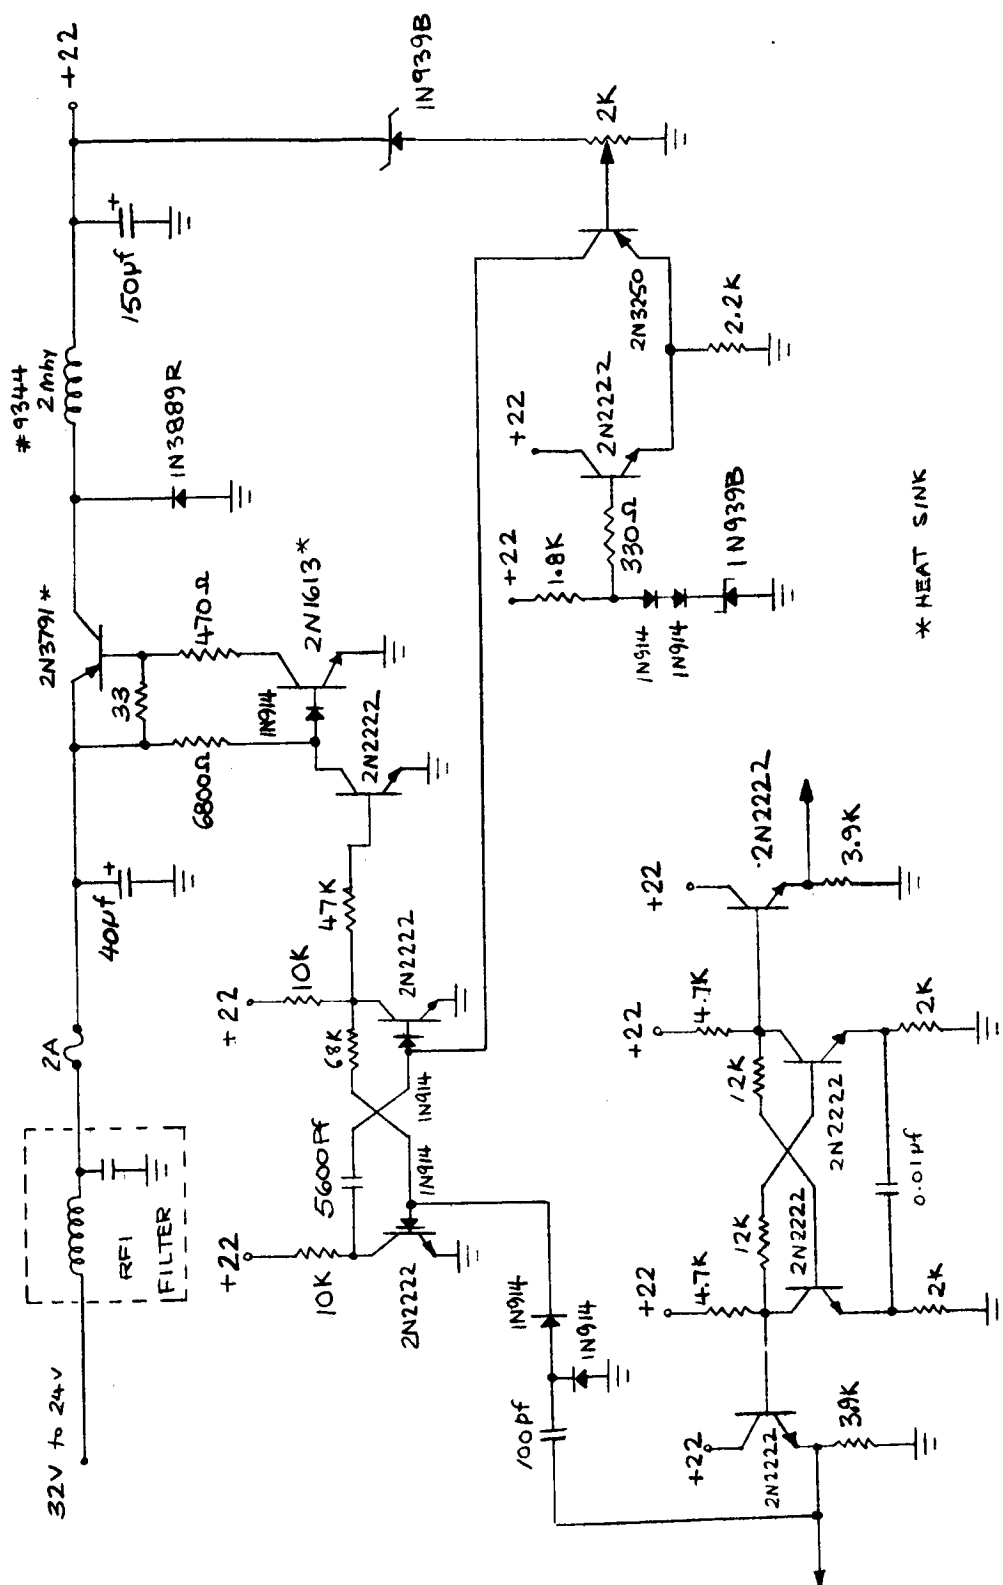 32V to 24V
RFI
FILTER
2A
40µf
+
6800Ω
33
2N3791*
470Ω
1N914
2N1613*
2N2222
1N3889R
#9344
2mhy
150µf
+
+22
1N939B
2K
2N3250
2.2K
+22
2N2222
+22
1.8K
330Ω
1N914
1N914
1N939B
* HEAT SINK
+22
10K
5600Pf
2N2222
1N914
1N914
68K
+22
10K
47K
2N2222
1N914
1N914
100pf
+22
2N2222
3.9K
+22
4.7K
12K
2N2222
2K
0.01µf
+22
4.7K
12K
2N2222
2K
+22
2N2222
3.9K